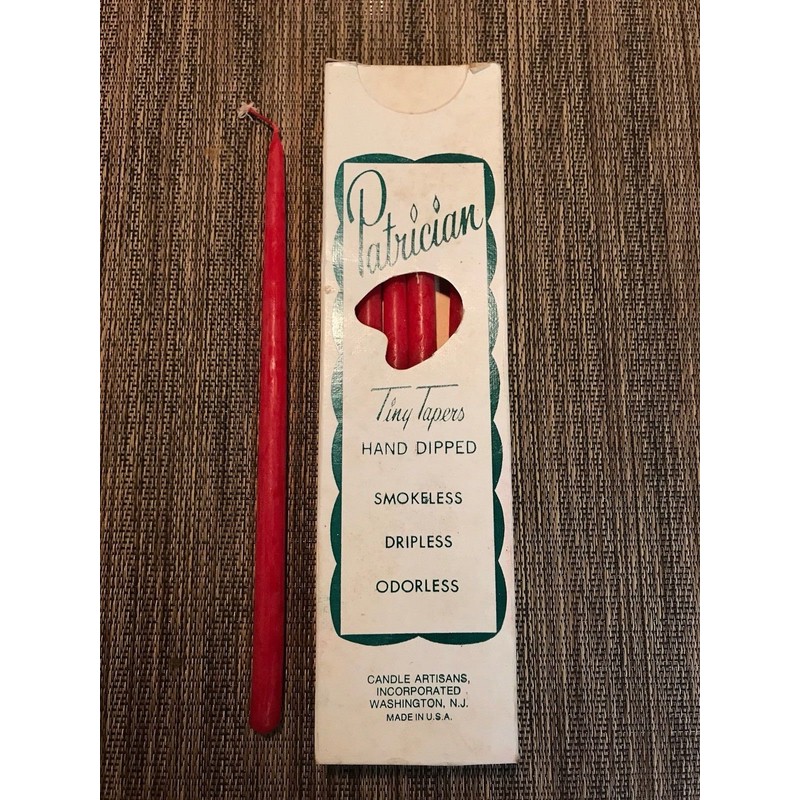 Patrician
Tiny Tapers
HAND DIPPED
SMOKELESS
DRIPLESS
ODORLESS
CANDLE ARTISANS,
INCORPORATED
WASHINGTON, N.J.
MADE IN U.S.A.